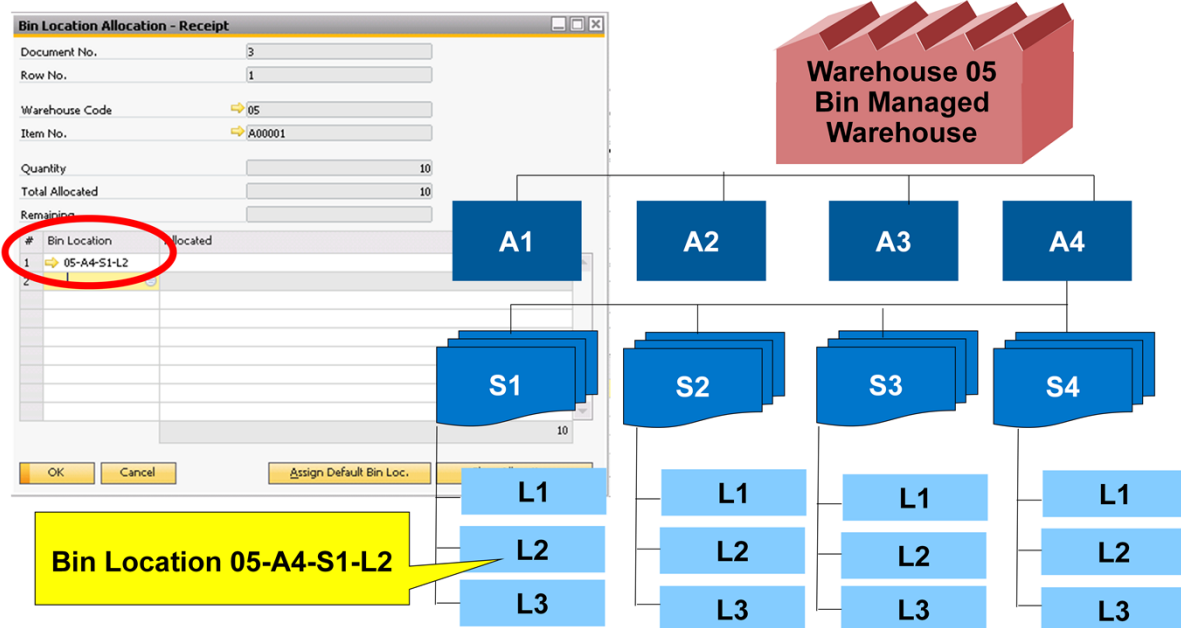 Bin Location Allocation - Receipt
Document No. 3
Row No. 1
Warehouse Code 05
Item No. A00001
Quantity 10
Total Allocated 10
Remaining
# Bin Location Allocated
1 05-A4-S1-L2
2
10
OK Cancel Assign Default Bin Loc.
Warehouse 05
Bin Managed
Warehouse
A1 A2 A3 A4
S1 S2 S3 S4
L1 L1 L1 L1
L2 L2 L2 L2
L3 L3 L3 L3
Bin Location 05-A4-S1-L2